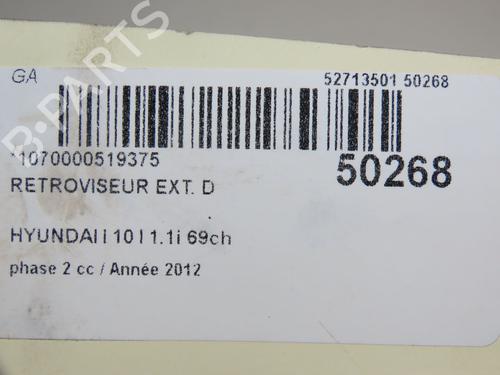 GA
52713501 50268
*1070000519375
50268
RETROVISEUR EXT. D
HYUNDAI I 10 I 1.1i 69ch
phase 2 cc / Année 2012
B-PARTS